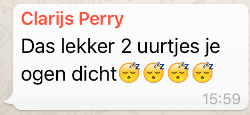 Clarijs Perry
Das lekker 2 uurtjes je
ogen dicht😴😴😴😴
15:59